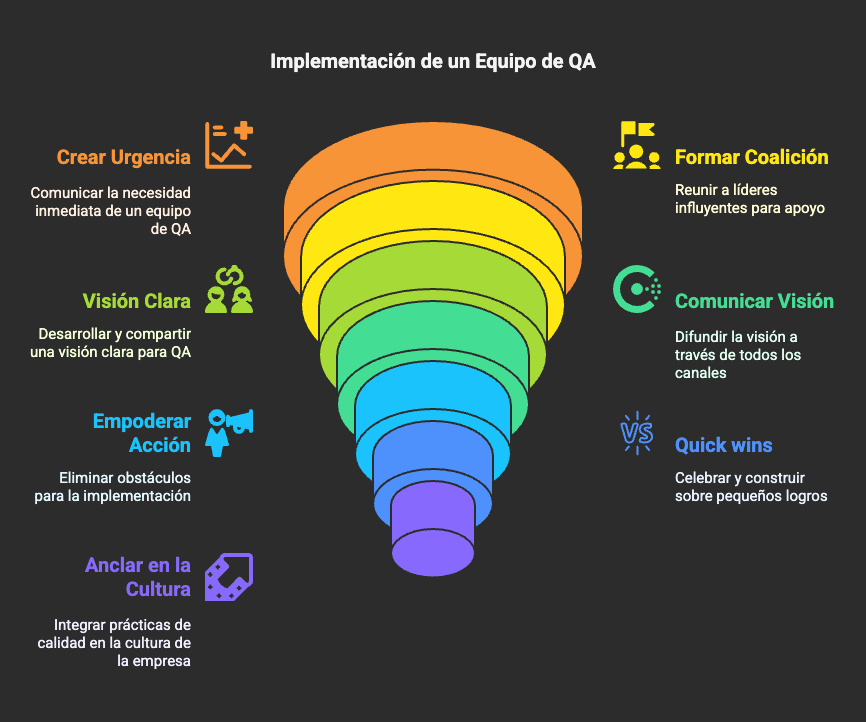 Implementación de un Equipo de QA
Crear Urgencia
Comunicar la necesidad
inmediata de un equipo
de QA
Formar Coalición
Reunir a líderes
influyentes para apoyo
Visión Clara
Desarrollar y compartir
una visión clara para QA
Comunicar Visión
Difundir la visión a
través de todos los
canales
Empoderar
Acción
Eliminar obstáculos
para la implementación
VS
Quick wins
Celebrar y construir
sobre pequeños logros
Anclar en la
Cultura
Integrar prácticas de
calidad en la cultura de
la empresa